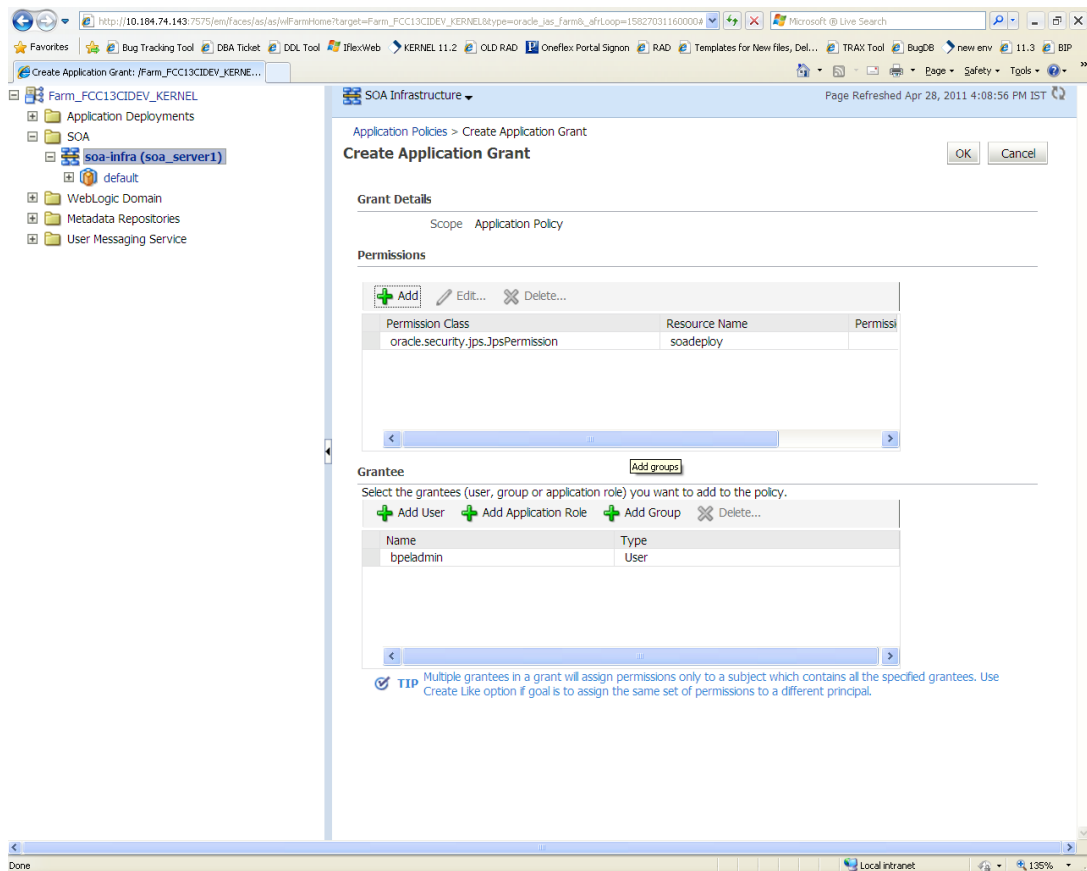 http://10.184.74.143:7575/em/faces/as/as/wlFarmHome?target=Farm_FCC13CIDEV_KERNEL&type=oracle_ias_farm&_afrLoop=15827031160000# Microsoft ® Live Search
Favorites Bug Tracking Tool DBA Ticket DDL Tool IflexWeb KERNEL 11.2 OLD RAD Oneflex Portal Signon RAD Templates for New files, Del... TRAX Tool BugDB new env 11.3 BIP
Create Application Grant: /Farm_FCC13CIDEV_KERNE... Page Safety Tools
Farm_FCC13CIDEV_KERNEL
Application Deployments
SOA
soa-infra (soa_server1)
default
WebLogic Domain
Metadata Repositories
User Messaging Service
SOA Infrastructure Page Refreshed Apr 28, 2011 4:08:56 PM IST
Application Policies > Create Application Grant
Create Application Grant OK Cancel
Grant Details
Scope Application Policy
Permissions
Add Edit... Delete...
Permission Class Resource Name Permissi
oracle.security.jps.JpsPermission soadeploy
Add groups
Grantee
Select the grantees (user, group or application role) you want to add to the policy.
Add User Add Application Role Add Group Delete...
Name Type
bpeladmin User
TIP Multiple grantees in a grant will assign permissions only to a subject which contains all the specified grantees. Use
Create Like option if goal is to assign the same set of permissions to a different principal.
Done Local intranet 135%